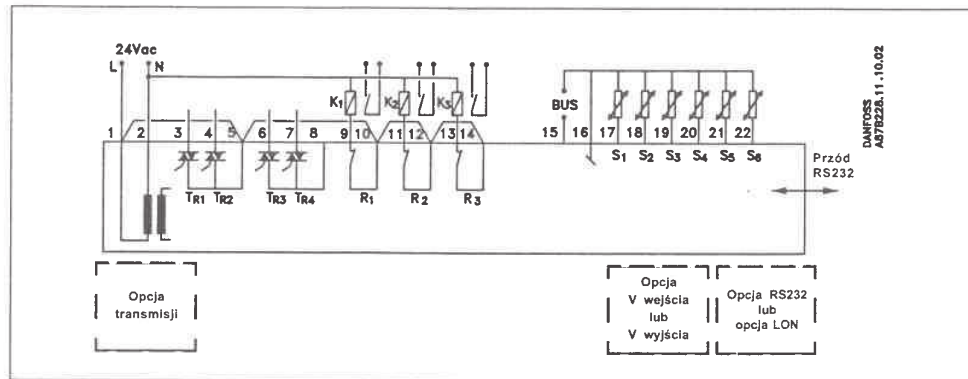 24Vac
L N
K1 K2 K3
BUS
1 2 3 4 5 6 7 8 9 10 11 12 13 14 15 16 17 18 19 20 21 22
TR1 TR2 TR3 TR4 R1 R2 R3
S1 S2 S3 S4 S5 S6
Przód
RS232
DANFOSS
A87B228.11.10.02
Opcja
transmisji
Opcja
V wejścia
lub
V wyjścia
Opcja RS232
lub
opcja LON